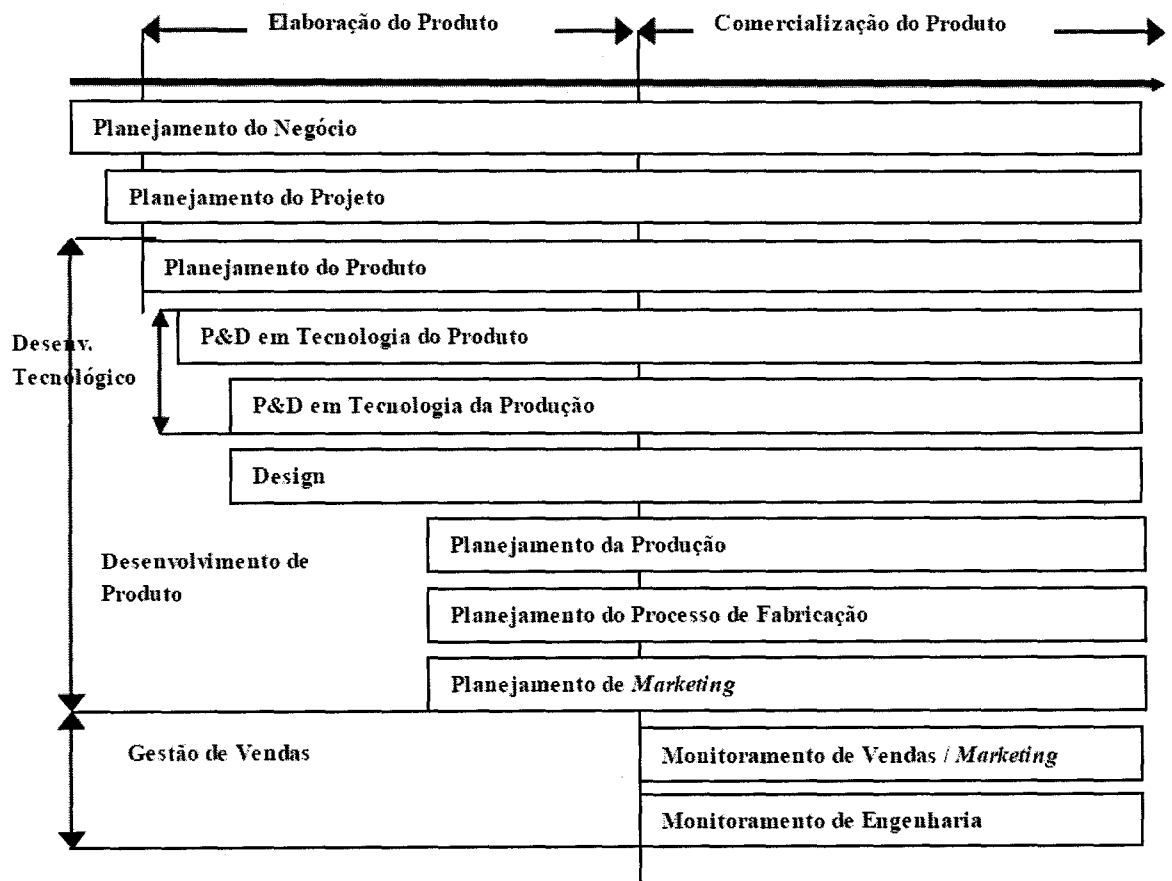 Elaboração do Produto
Comercialização do Produto
Planejamento do Negócio
Planejamento do Projeto
Planejamento do Produto
Desenv.
Tecnológico
P&D em Tecnologia do Produto
P&D em Tecnologia da Produção
Design
Desenvolvimento de
Produto
Planejamento da Produção
Planejamento do Processo de Fabricação
Planejamento de Marketing
Gestão de Vendas
Monitoramento de Vendas / Marketing
Monitoramento de Engenharia